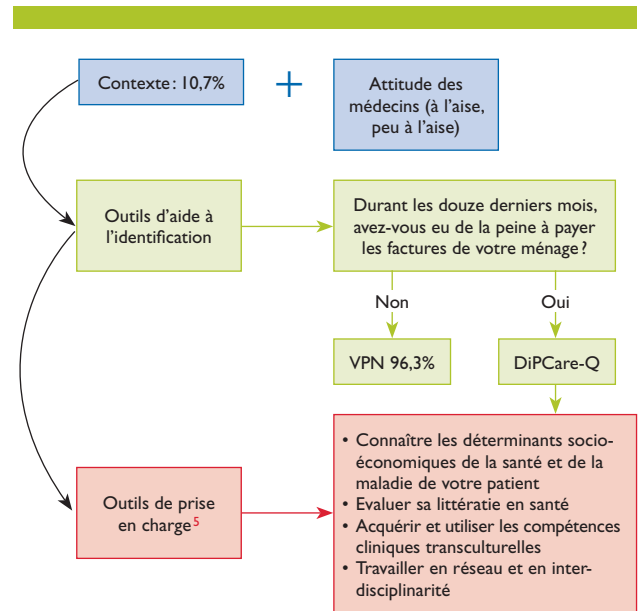 Contexte : 10,7%
+
Attitude des
médecins (à l'aise,
peu à l'aise)
Outils d'aide à
l'identification
Durant les douze derniers mois,
avez-vous eu de la peine à payer
les factures de votre ménage ?
Non
Oui
VPN 96,3%
DiPCare-Q
Outils de prise
en charge 5
• Connaître les déterminants socio-
économiques de la santé et de la
maladie de votre patient
• Evaluer sa littératie en santé
• Acquérir et utiliser les compétences
cliniques transculturelles
• Travailler en réseau et en inter-
disciplinarité